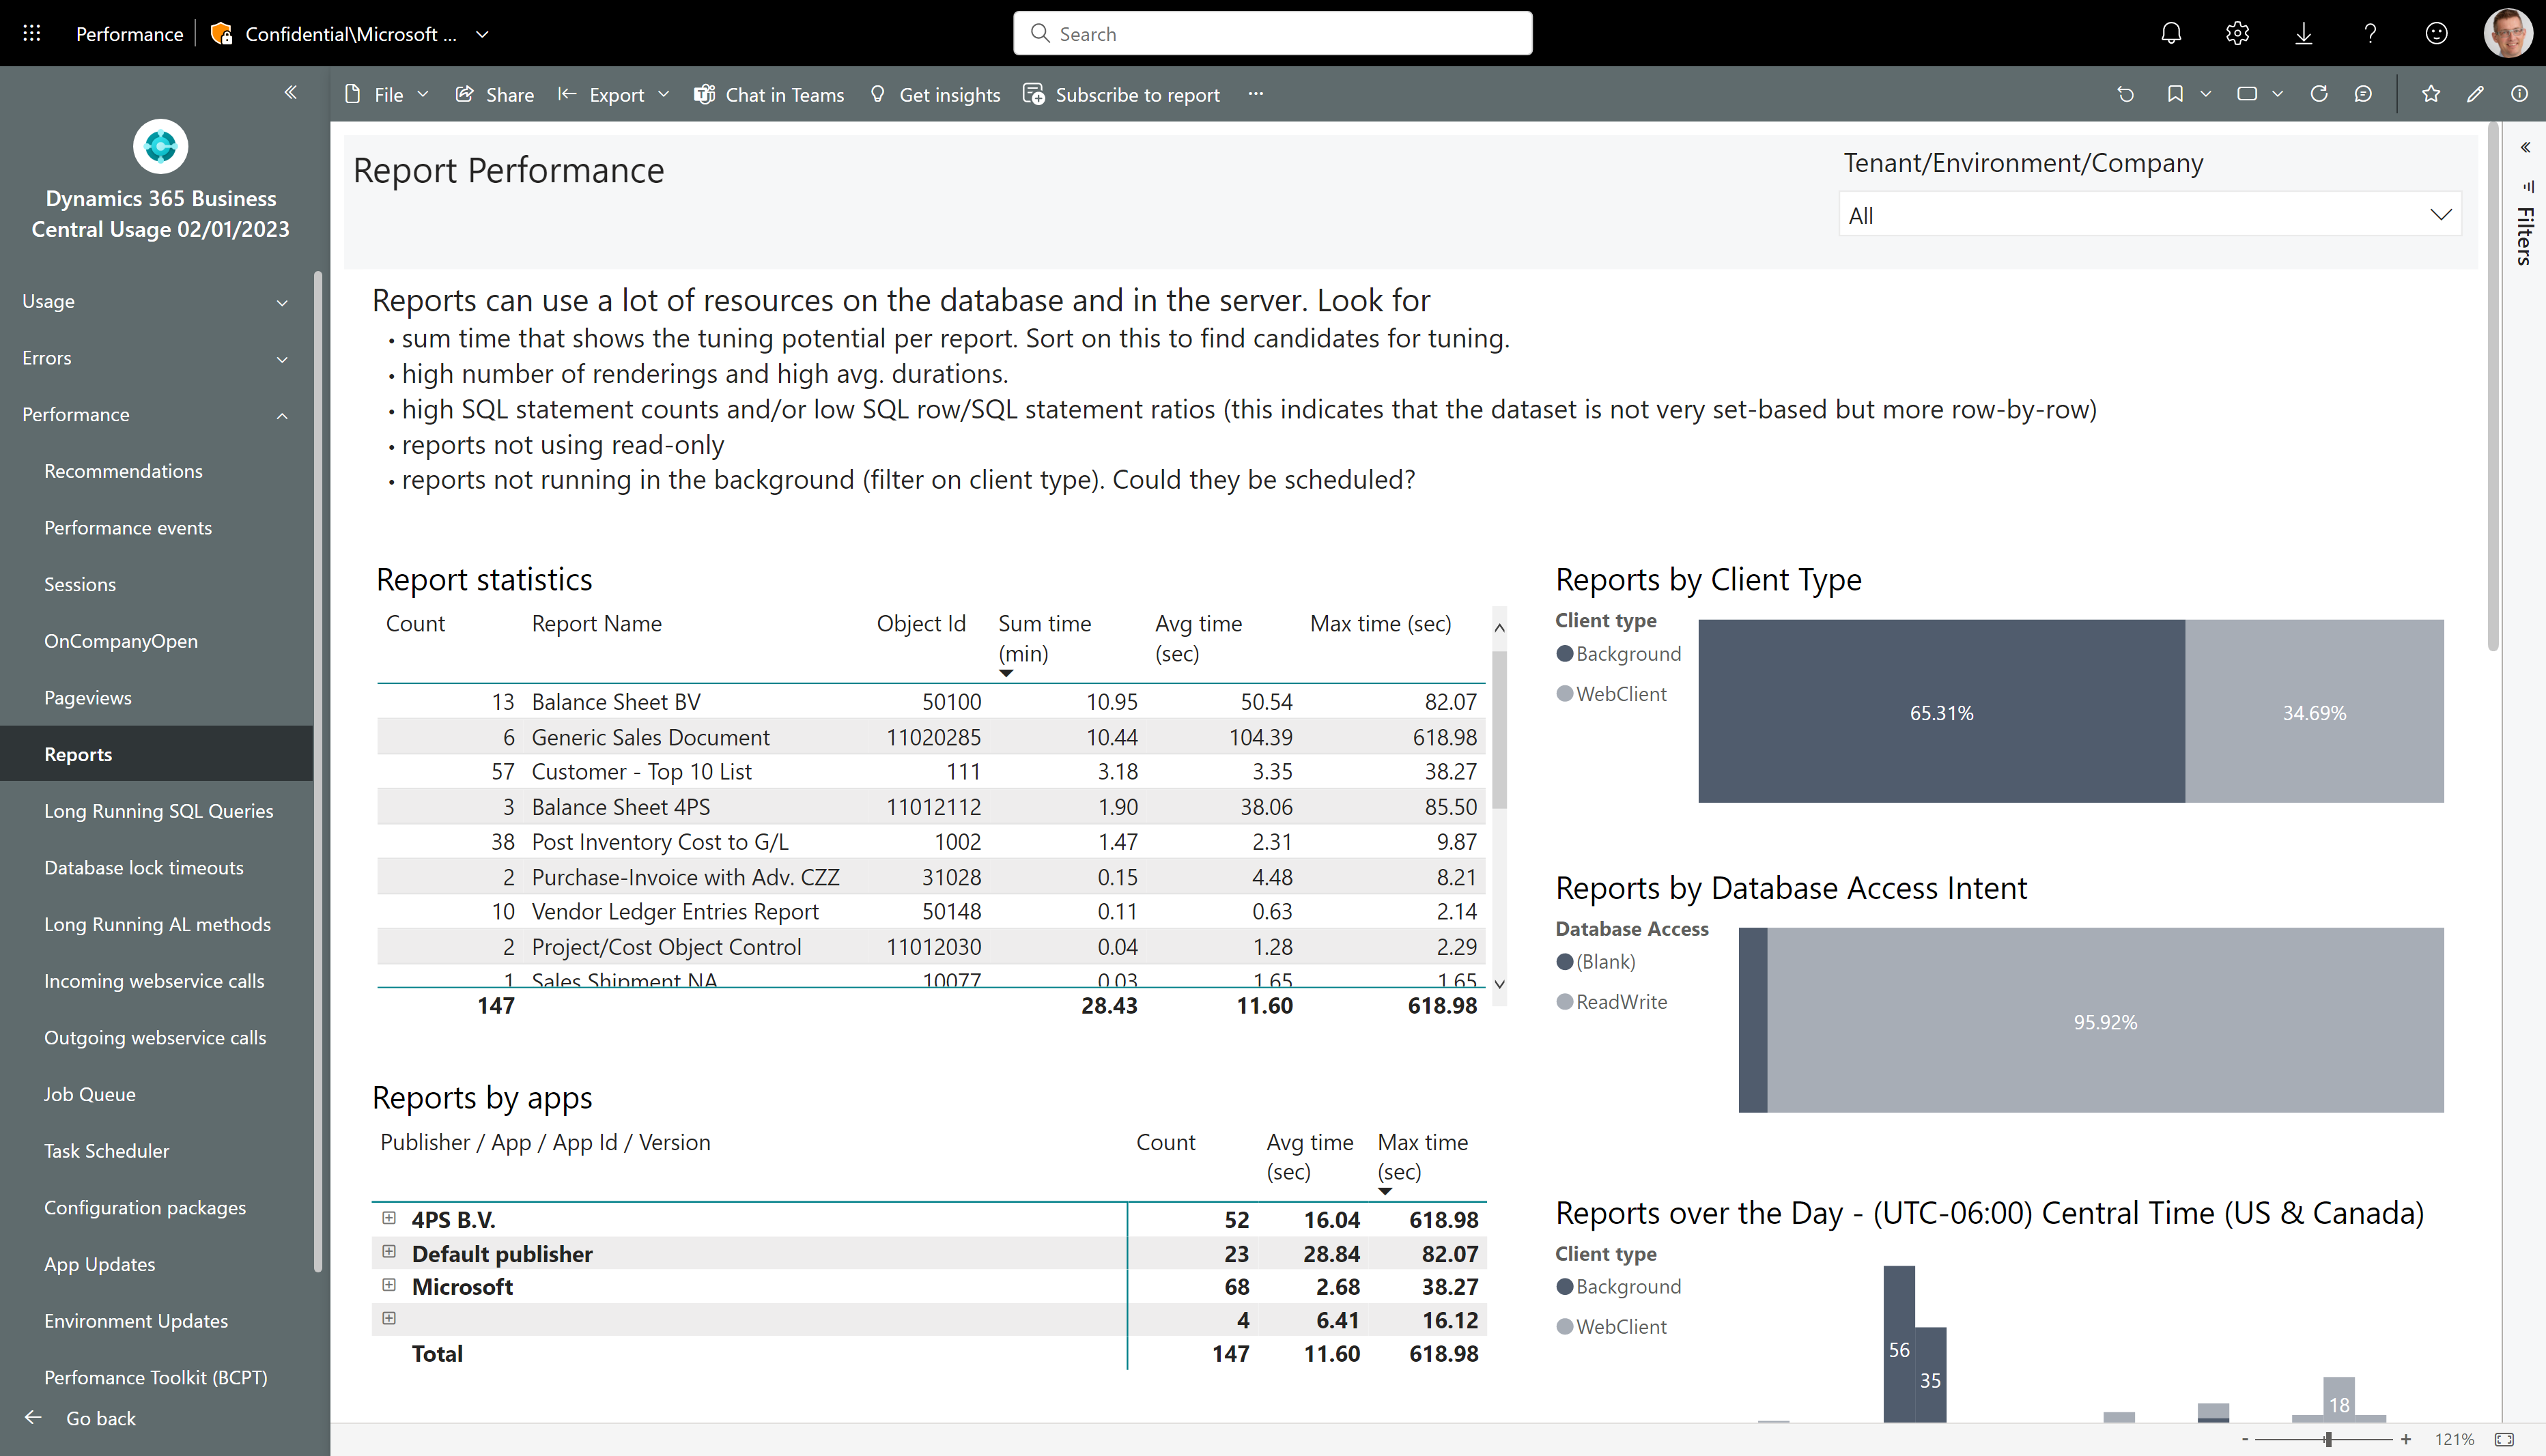 Performance
Confidential\Microsoft ...
Search
File
Share
Export
Chat in Teams
Get insights
Subscribe to report
Dynamics 365 Business
Central Usage 02/01/2023
Usage
Errors
Performance
Recommendations
Performance events
Sessions
OnCompanyOpen
Pageviews
Reports
Long Running SQL Queries
Database lock timeouts
Long Running AL methods
Incoming webservice calls
Outgoing webservice calls
Job Queue
Task Scheduler
Configuration packages
App Updates
Environment Updates
Perfomance Toolkit (BCPT)
Go back
Report Performance
Tenant/Environment/Company
All
Filters
Reports can use a lot of resources on the database and in the server. Look for
• sum time that shows the tuning potential per report. Sort on this to find candidates for tuning.
• high number of renderings and high avg. durations.
• high SQL statement counts and/or low SQL row/SQL statement ratios (this indicates that the dataset is not very set-based but more row-by-row)
• reports not using read-only
• reports not running in the background (filter on client type). Could they be scheduled?
Report statistics
Count Report Name Object Id Sum time (min) Avg time (sec) Max time (sec)
13 Balance Sheet BV 50100 10.95 50.54 82.07
6 Generic Sales Document 11020285 10.44 104.39 618.98
57 Customer - Top 10 List 111 3.18 3.35 38.27
3 Balance Sheet 4PS 11012112 1.90 38.06 85.50
38 Post Inventory Cost to G/L 1002 1.47 2.31 9.87
2 Purchase-Invoice with Adv. CZZ 31028 0.15 4.48 8.21
10 Vendor Ledger Entries Report 50148 0.11 0.63 2.14
2 Project/Cost Object Control 11012030 0.04 1.28 2.29
1 Sales Shipment NA 10077 0.03 1.65 1.65
147 28.43 11.60 618.98
Reports by apps
Publisher / App / App Id / Version Count Avg time (sec) Max time (sec)
4PS B.V. 52 16.04 618.98
Default publisher 23 28.84 82.07
Microsoft 68 2.68 38.27
4 6.41 16.12
Total 147 11.60 618.98
Reports by Client Type
Client type
Background
WebClient
65.31%
34.69%
Reports by Database Access Intent
Database Access
(Blank)
ReadWrite
95.92%
Reports over the Day - (UTC-06:00) Central Time (US & Canada)
Client type
Background
WebClient
56
35
18
- + 121%